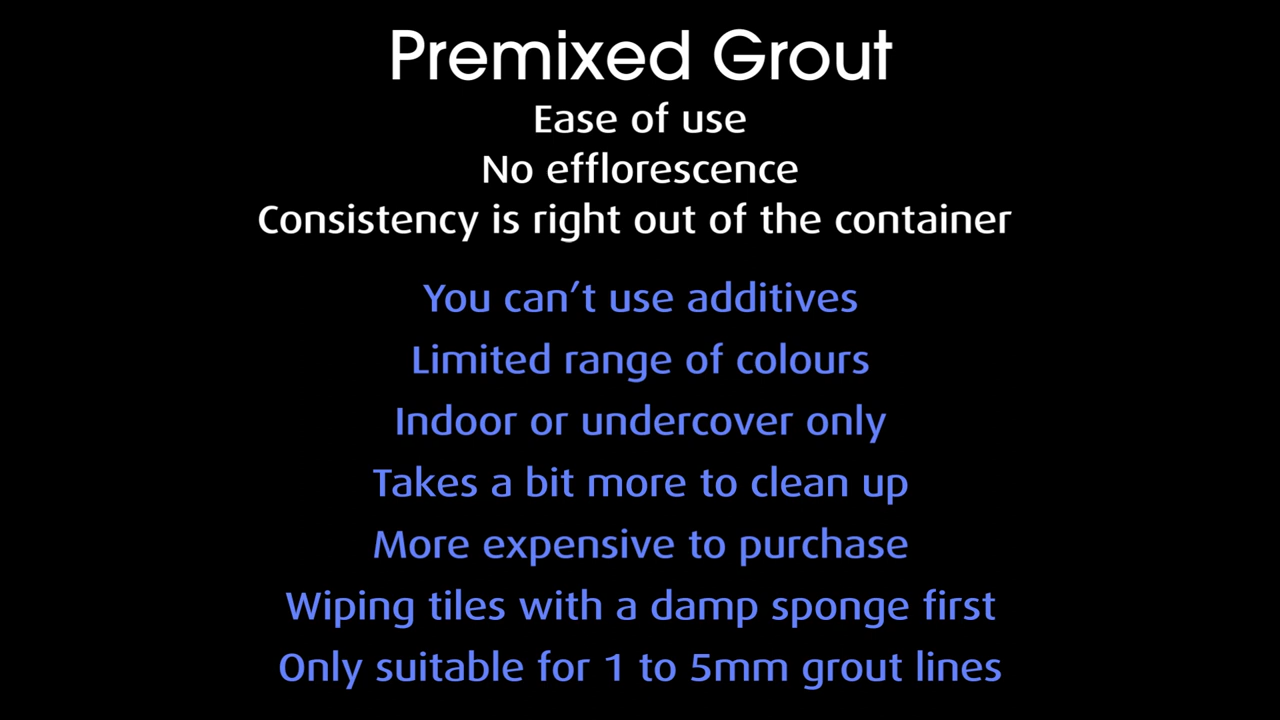 Premixed Grout
Ease of use
No efflorescence
Consistency is right out of the container
You can’t use additives
Limited range of colours
Indoor or undercover only
Takes a bit more to clean up
More expensive to purchase
Wiping tiles with a damp sponge first
Only suitable for 1 to 5mm grout lines